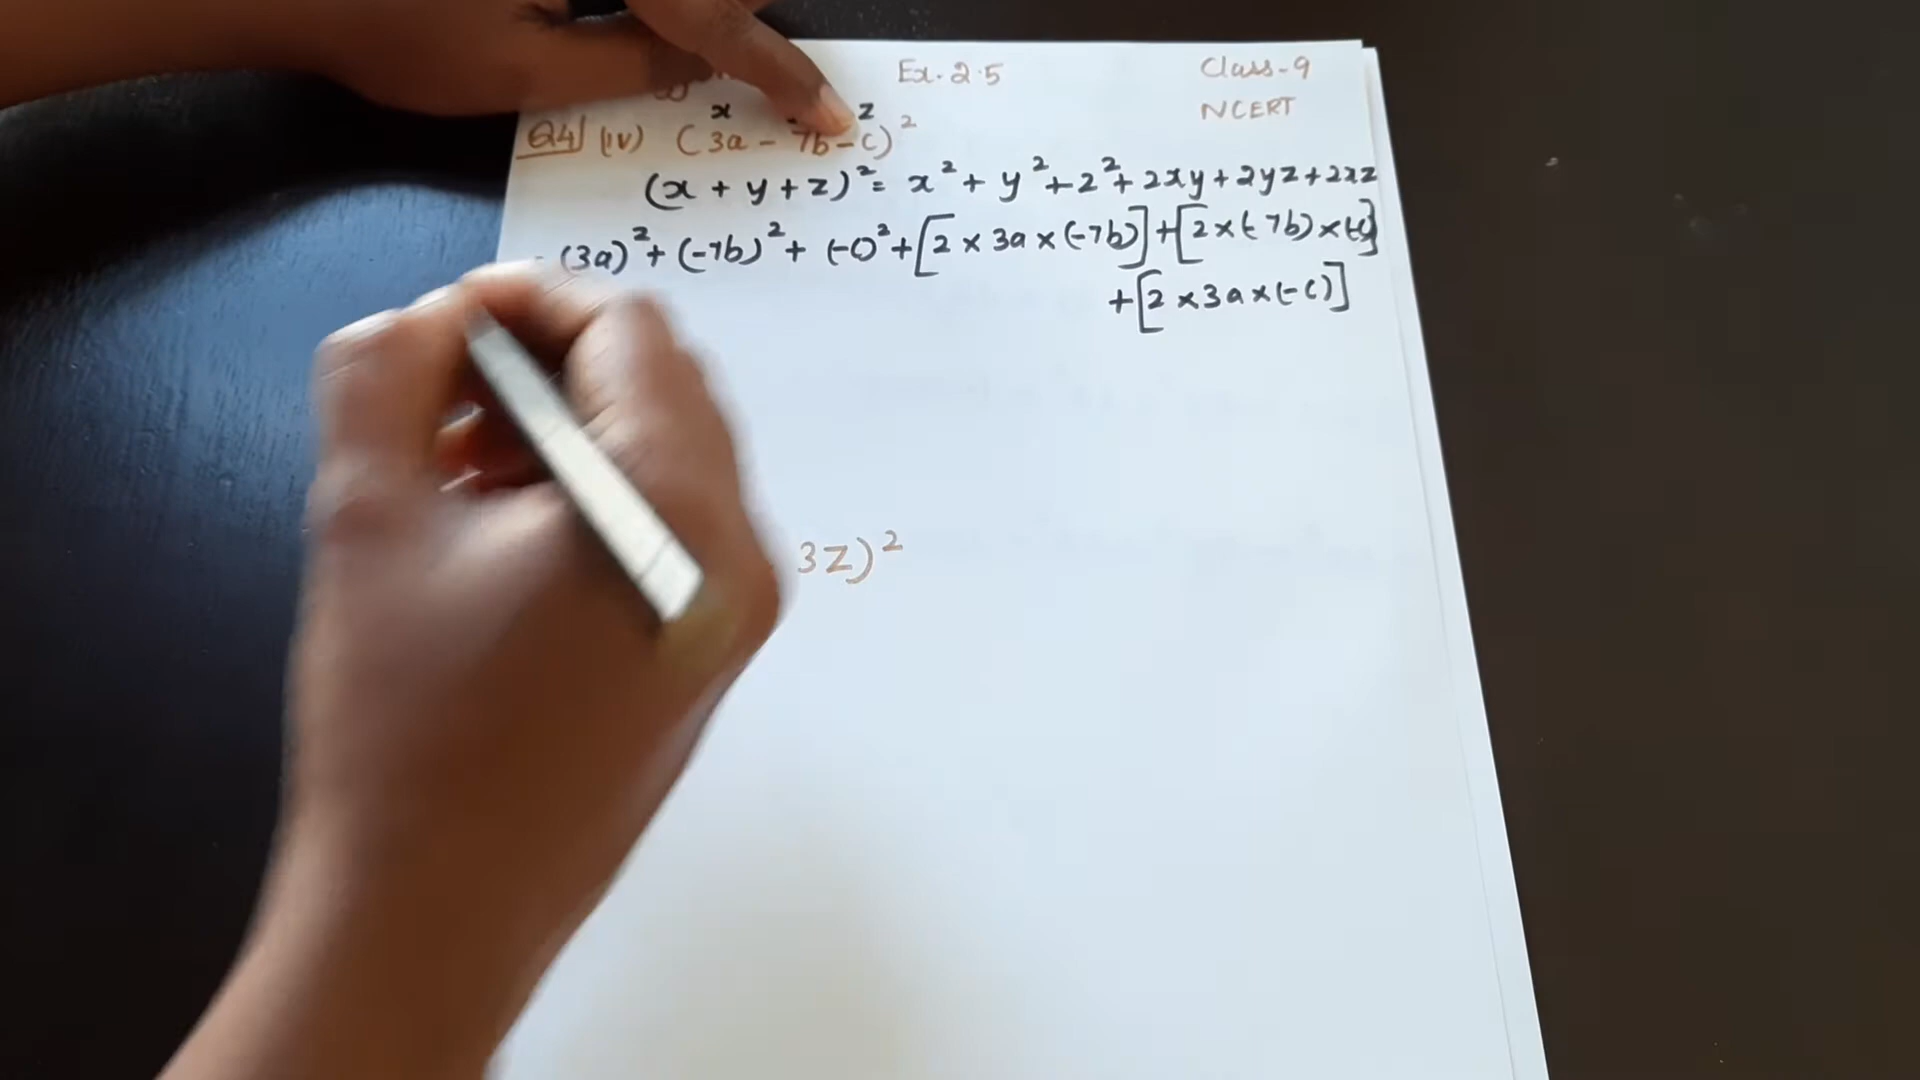 Ex. 2.5 Class-9
NCERT
x z
Q4 (iv) (3a - 7b - c)²
(x + y + z)² = x² + y² + z² + 2xy + 2yz + 2xz
(3a)² + (-7b)² + (-c)² + [2 × 3a × (-7b)] + [2 × (-7b) × (-c)]
+ [2 × 3a × (-c)]
3z)²